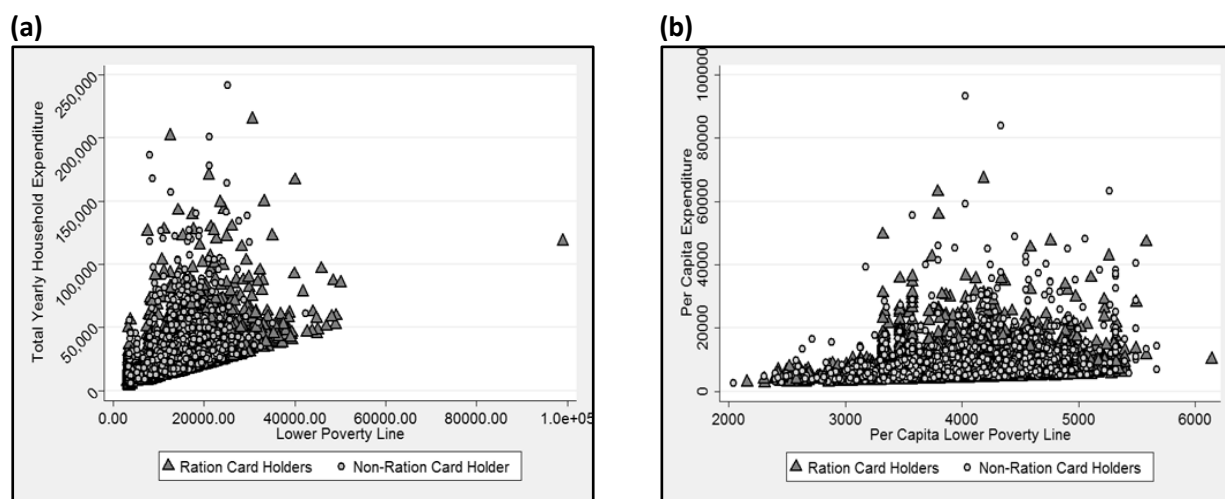 (a)
Total Yearly Household Expenditure
250,000
200,000
150,000
100,000
50,000
0
0.00 20000.00 40000.00 60000.00 80000.00 1.0e+05
Lower Poverty Line
Ration Card Holders Non-Ration Card Holder
(b)
Per Capita Expenditure
100000
80000
60000
40000
20000
0
2000 3000 4000 5000 6000
Per Capita Lower Poverty Line
Ration Card Holders Non-Ration Card Holders